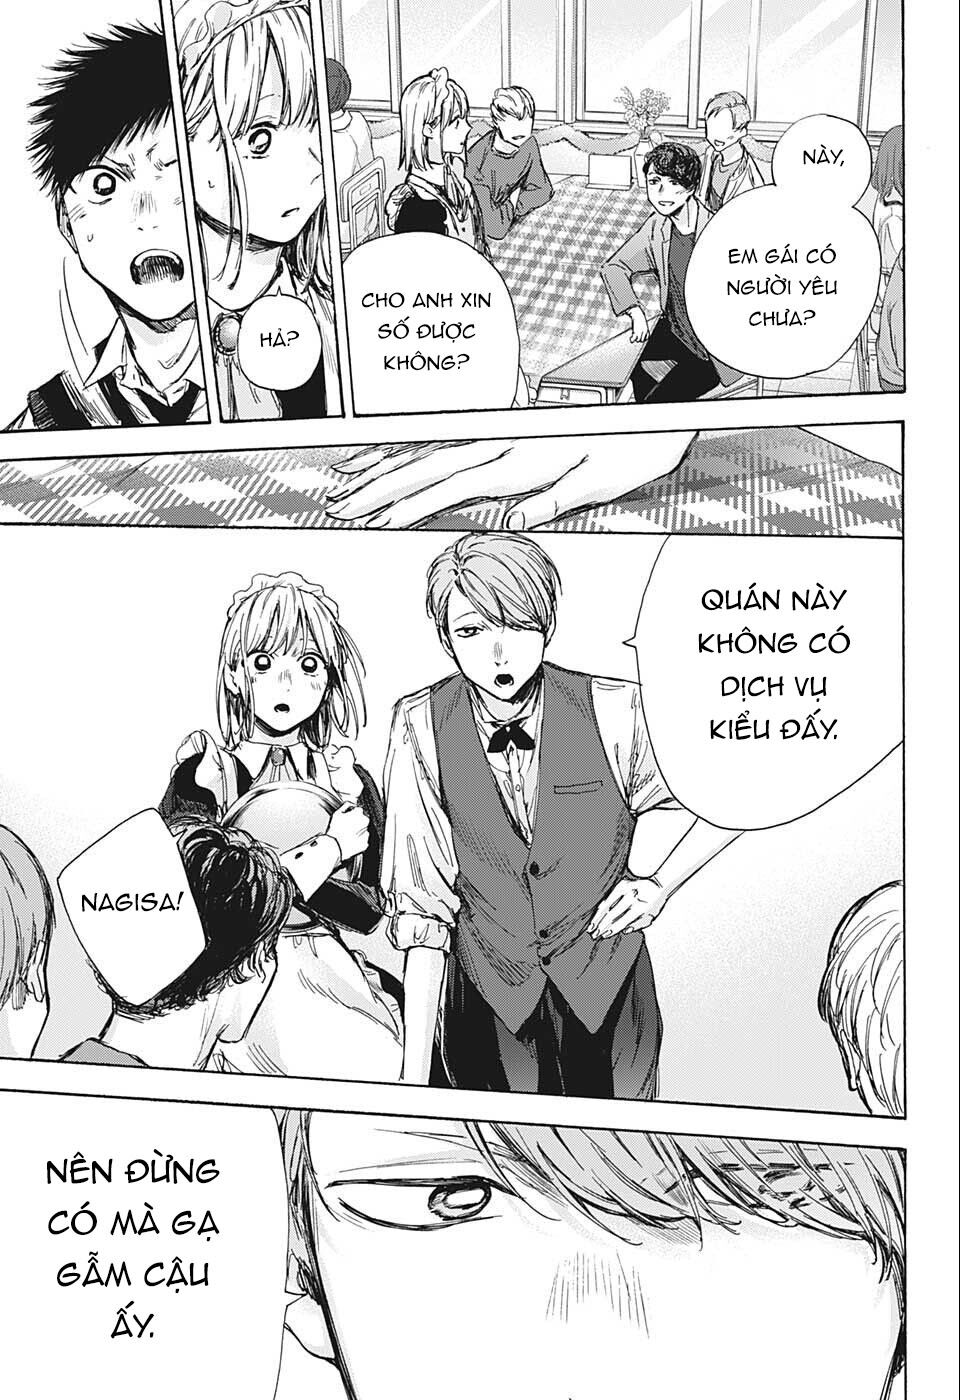 NÀY,
EM GÁI CÓ
NGƯỜI YÊU
CHƯA?
CHO ANH XIN
SỐ ĐƯỢC
KHÔNG?
HẢ?
QUÁN NÀY
KHÔNG CÓ
DỊCH VỤ
KIỂU ĐẤY.
NAGISA!
NÊN ĐỪNG
CÓ MÀ GẠ
GẪM CẬU
ẤY.